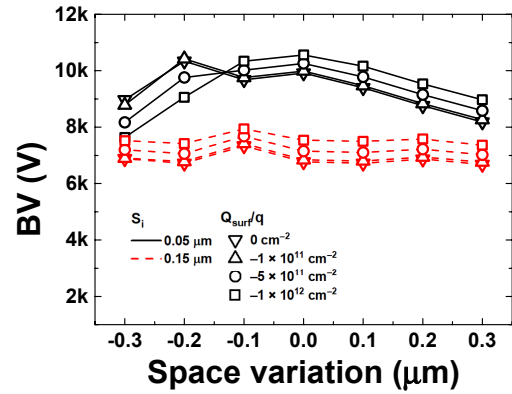 12k
10k
8k
6k
4k
2k
BV (V)
S_i Q_surf/q
0.05 μm 0 cm⁻²
0.15 μm −1 × 10¹¹ cm⁻²
−5 × 10¹¹ cm⁻²
−1 × 10¹² cm⁻²
-0.3 -0.2 -0.1 0.0 0.1 0.2 0.3
Space variation (μm)